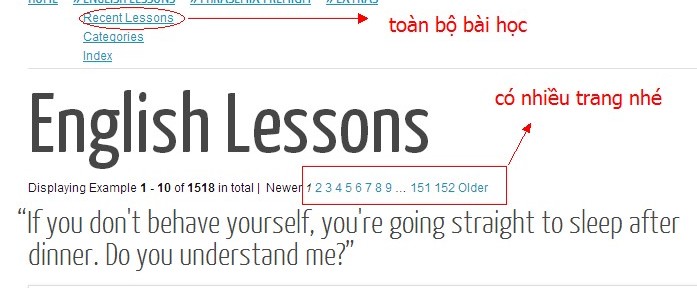 HOME // ENGLISH LESSONS // PHRASEMIX PREMIUM // EXTRAS
Recent Lessons
toàn bộ bài học
Categories
Index
có nhiều trang nhé
English Lessons
Displaying Example 1 - 10 of 1518 in total | Newer 1 2 3 4 5 6 7 8 9 … 151 152 Older
“If you don't behave yourself, you're going straight to sleep after
dinner. Do you understand me?”